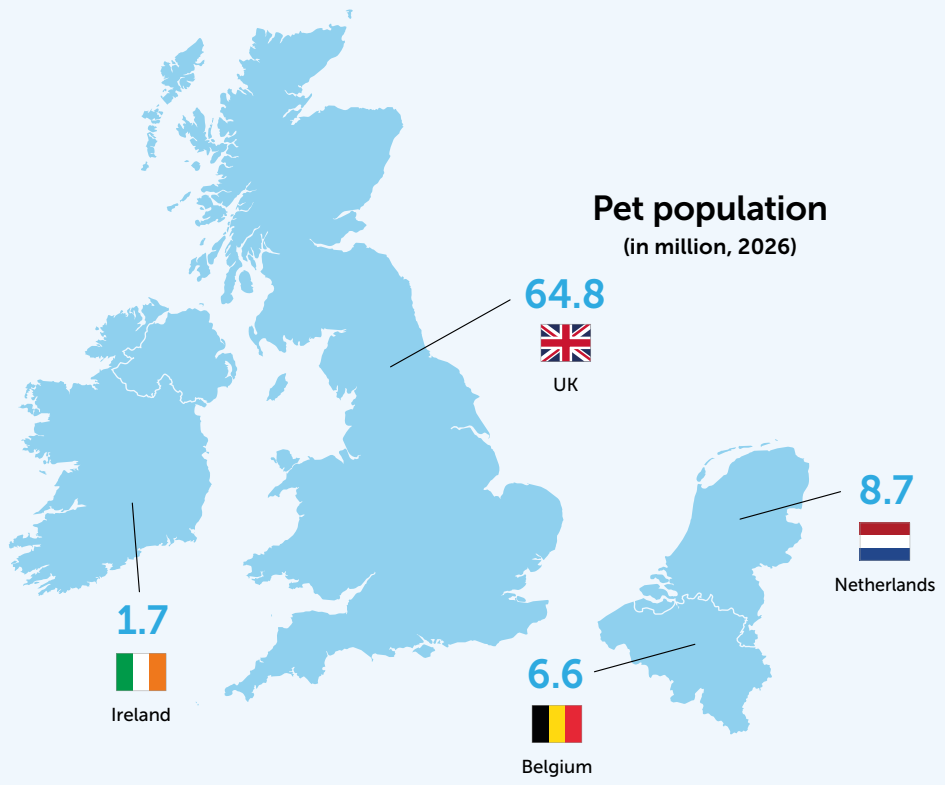 Pet population
(in million, 2026)
64.8
UK
8.7
Netherlands
1.7
Ireland
6.6
Belgium